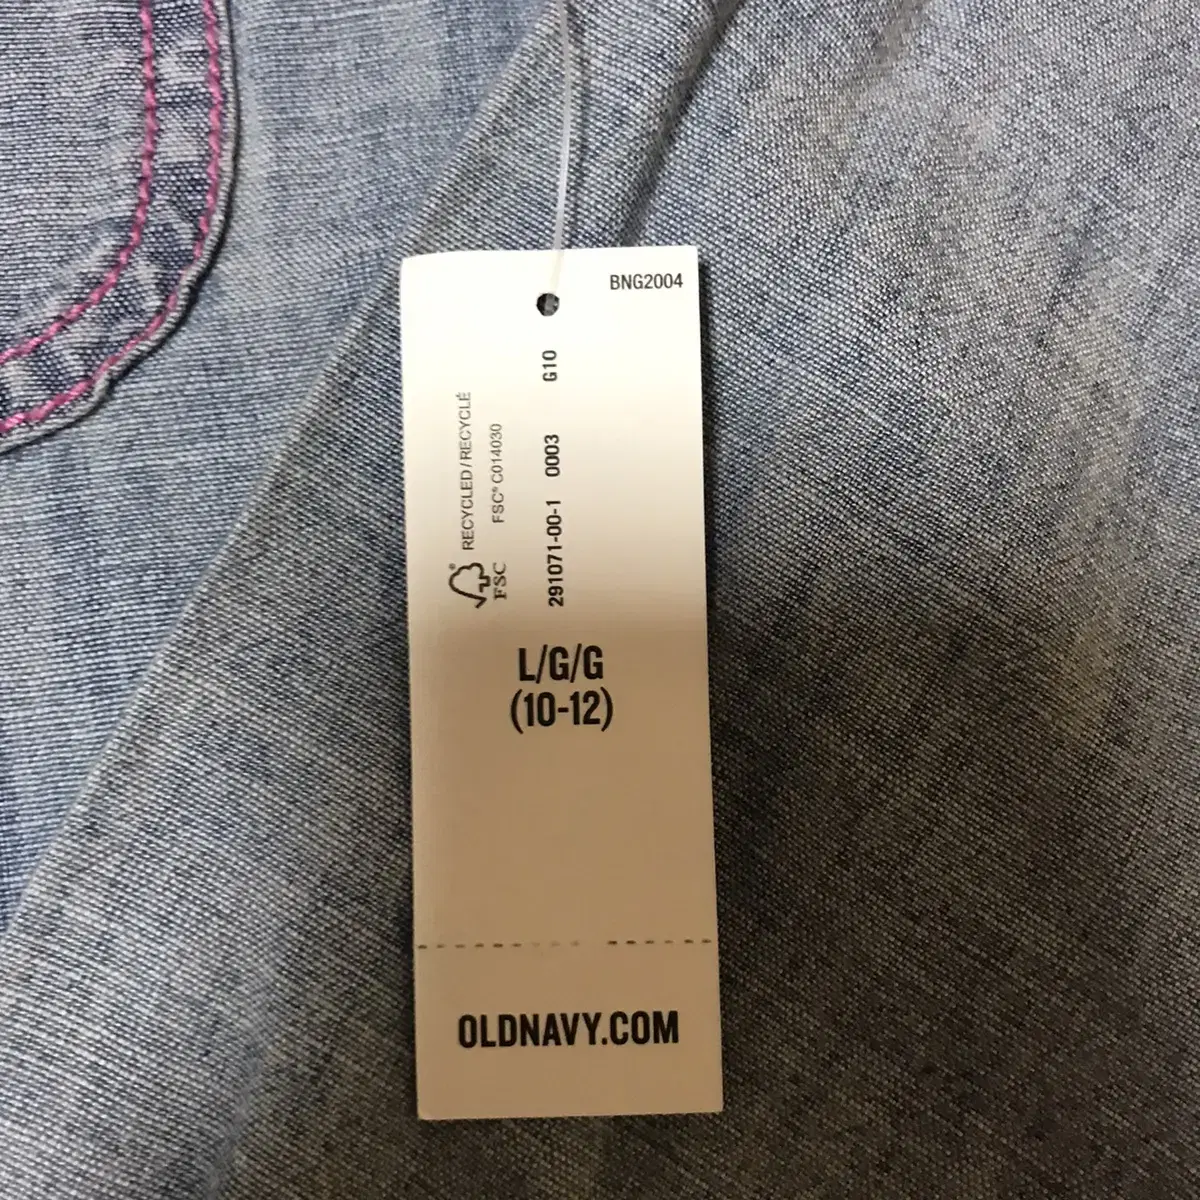 BNG2004
RECYCLED/RECYCLÉ
FSC® C014030
FSC
291071-00-1 0003 G10
L/G/G
(10-12)
OLDNAVY.COM